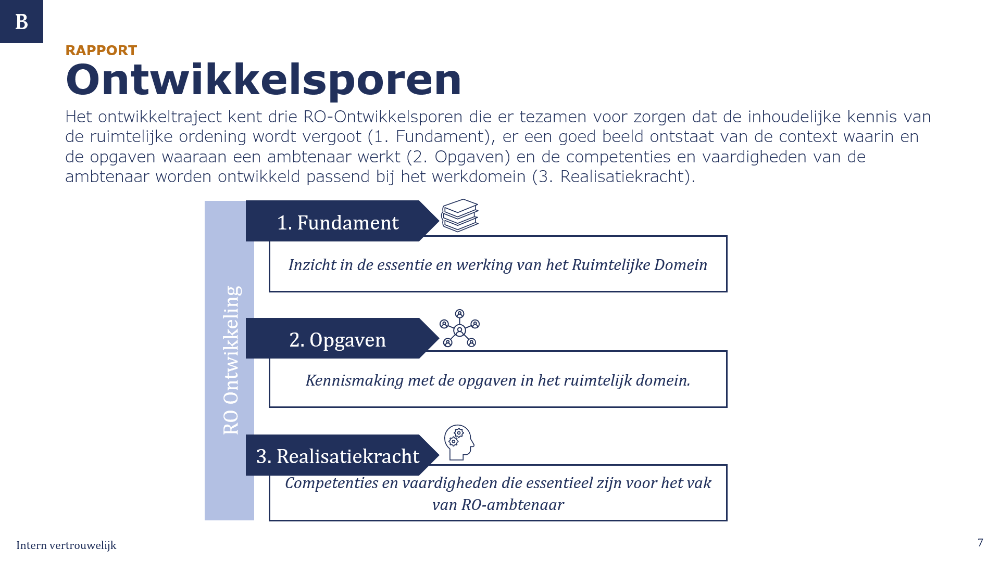 B
RAPPORT
Ontwikkelsporen
Het ontwikkeltraject kent drie RO-Ontwikkelsporen die er tezamen voor zorgen dat de inhoudelijke kennis van
de ruimtelijke ordening wordt vergoot (1. Fundament), er een goed beeld ontstaat van de context waarin en
de opgaven waaraan een ambtenaar werkt (2. Opgaven) en de competenties en vaardigheden van de
ambtenaar worden ontwikkeld passend bij het werkdomein (3. Realisatiekracht).
RO Ontwikkeling
1. Fundament
Inzicht in de essentie en werking van het Ruimtelijke Domein
2. Opgaven
Kennismaking met de opgaven in het ruimtelijk domein.
3. Realisatiekracht
Competenties en vaardigheden die essentieel zijn voor het vak
van RO-ambtenaar
Intern vertrouwelijk
7